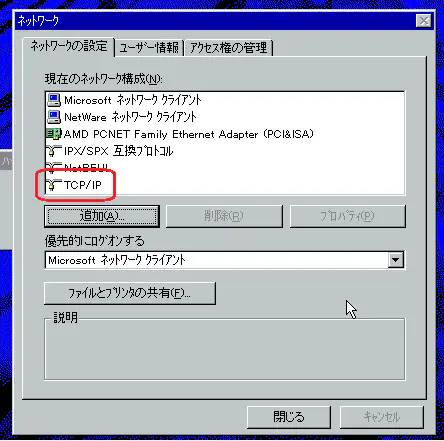 ネットワーク
ネットワークの設定 ユーザー情報 アクセス権の管理
現在のネットワーク構成(N):
Microsoft ネットワーク クライアント
NetWare ネットワーク クライアント
AMD PCNET Family Ethernet Adapter (PCI&ISA)
IPX/SPX 互換プロトコル
NetBEUI
TCP/IP
追加(A)... 削除(R) プロパティ(P)
優先的にログオンする
Microsoft ネットワーク クライアント
ファイルとプリンタの共有(F)...
説明
閉じる キャンセル